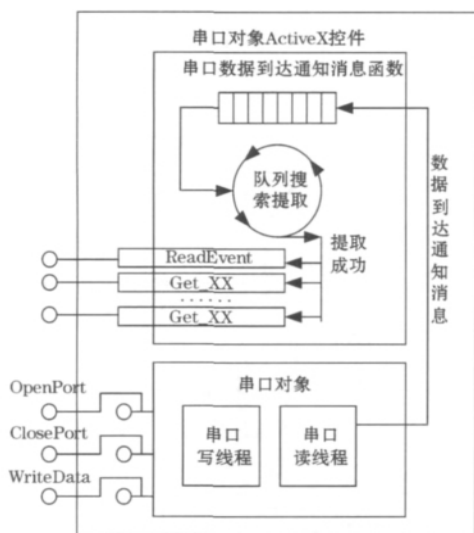 串口对象ActiveX控件
串口数据到达通知消息函数
队列搜
索提取
数据到达通知消息
提取
成功
ReadEvent
Get_XX
······
Get_XX
OpenPort
串口对象
ClosePort
串口
写线程
串口
读线程
WriteData